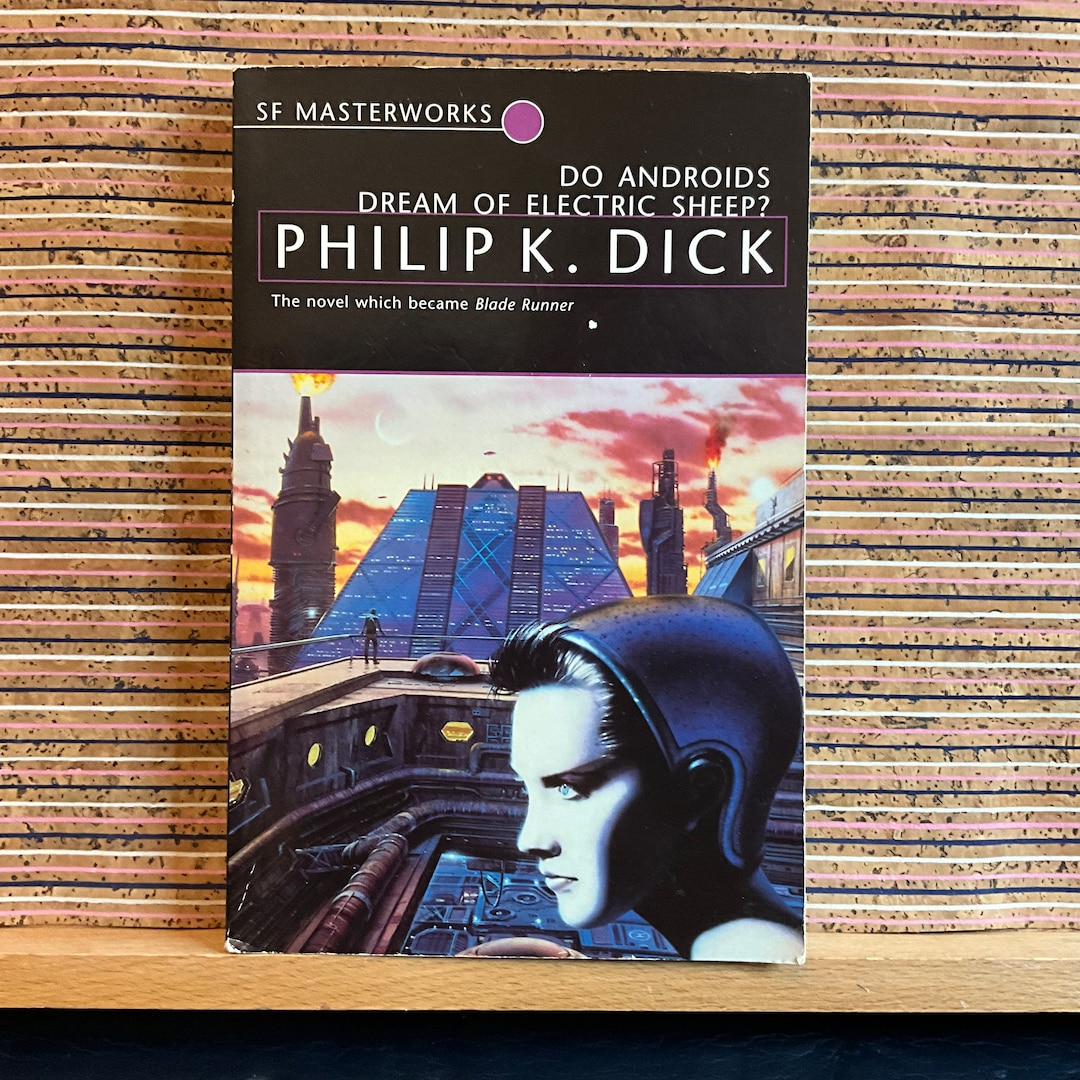 SF MASTERWORKS
DO ANDROIDS
DREAM OF ELECTRIC SHEEP?
PHILIP K. DICK
The novel which became Blade Runner